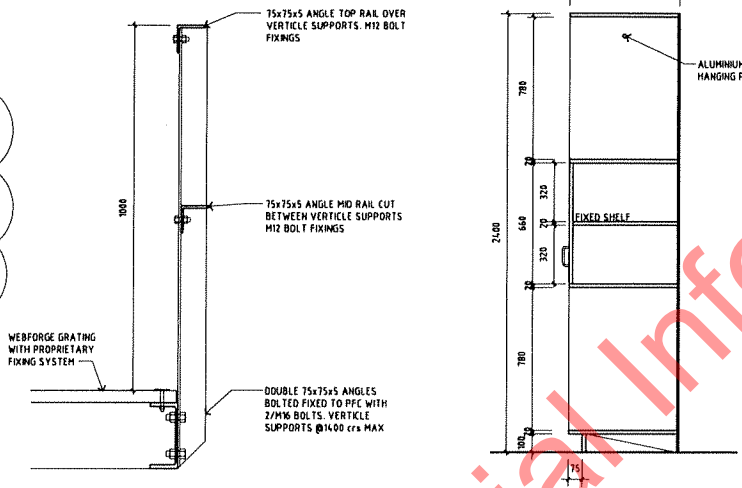 75x75x5 ANGLE TOP RAIL OVER
VERTICLE SUPPORTS. M12 BOLT
FIXINGS
1000
75x75x5 ANGLE MID RAIL CUT
BETWEEN VERTICLE SUPPORTS
M12 BOLT FIXINGS
WEBFORGE GRATING
WITH PROPRIETARY
FIXING SYSTEM
DOUBLE 75x75x5 ANGLES
BOLTED FIXED TO PFC WITH
2/M16 BOLTS. VERTICLE
SUPPORTS @1400 crs MAX
ALUMINIUM
HANGING
2400
780
20
320
660
20
FIXED SHELF
320
20
780
20
100
75
ial Inf